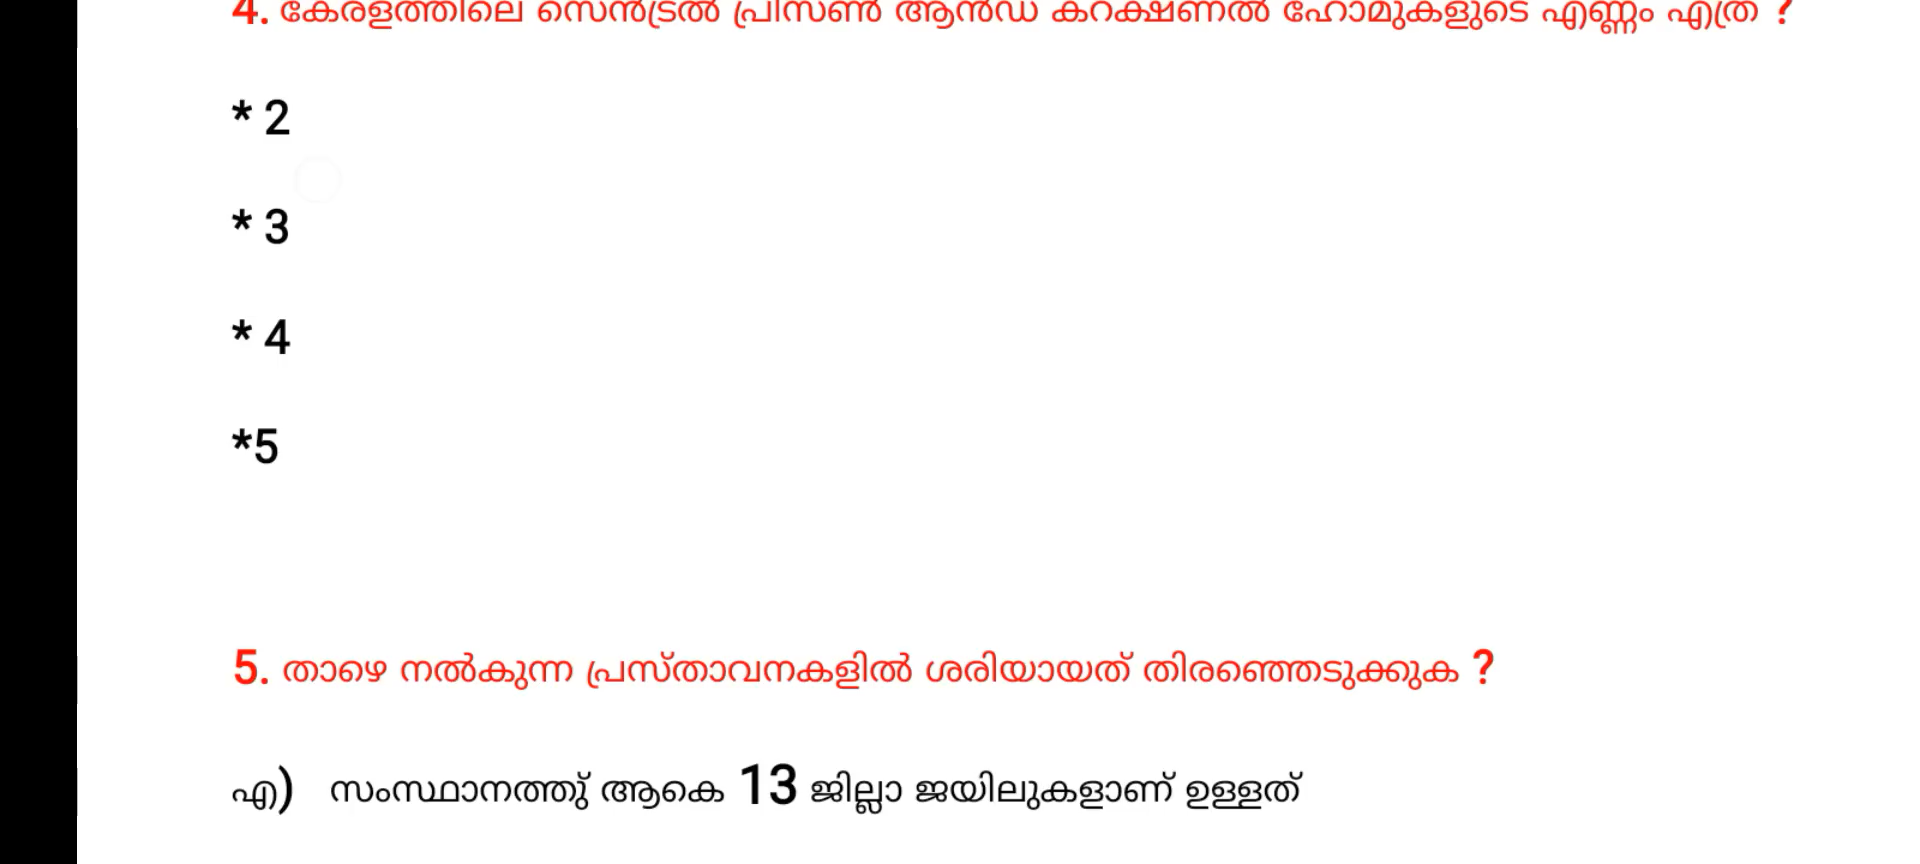 4. കേരളത്തിലെ സെൻട്രൽ പ്രിസൺ ആൻഡ് കറക്ഷണൽ ഹോമുകളുടെ എണ്ണം എത്ര ?
* 2
* 3
* 4
*5
5. താഴെ നൽകുന്ന പ്രസ്താവനകളിൽ ശരിയായത് തിരഞ്ഞെടുക്കുക ?
എ) സംസ്ഥാനത്തു് ആകെ 13 ജില്ലാ ജയിലുകളാണ് ഉള്ളത്